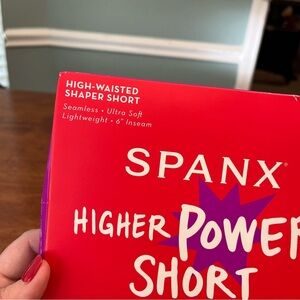 HIGH-WAISTED
SHAPER SHORT
Seamless • Ultra Soft
Lightweight • 6" Inseam
SPANX®
HIGHER POWER
SHORT